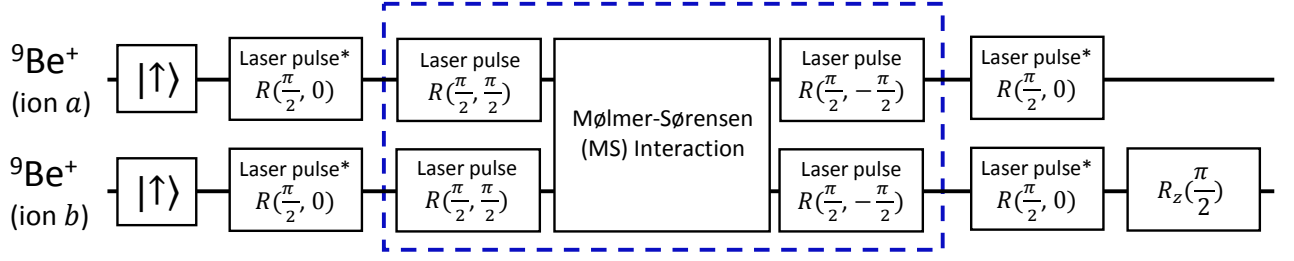 ⁹Be⁺
(ion a)
|↑⟩
Laser pulse*
R(π/2, 0)
Laser pulse
R(π/2, π/2)
Mølmer-Sørensen
(MS) Interaction
Laser pulse
R(π/2, −π/2)
Laser pulse*
R(π/2, 0)
⁹Be⁺
(ion b)
|↑⟩
Laser pulse*
R(π/2, 0)
Laser pulse
R(π/2, π/2)
Laser pulse
R(π/2, −π/2)
Laser pulse*
R(π/2, 0)
R_z(π/2)